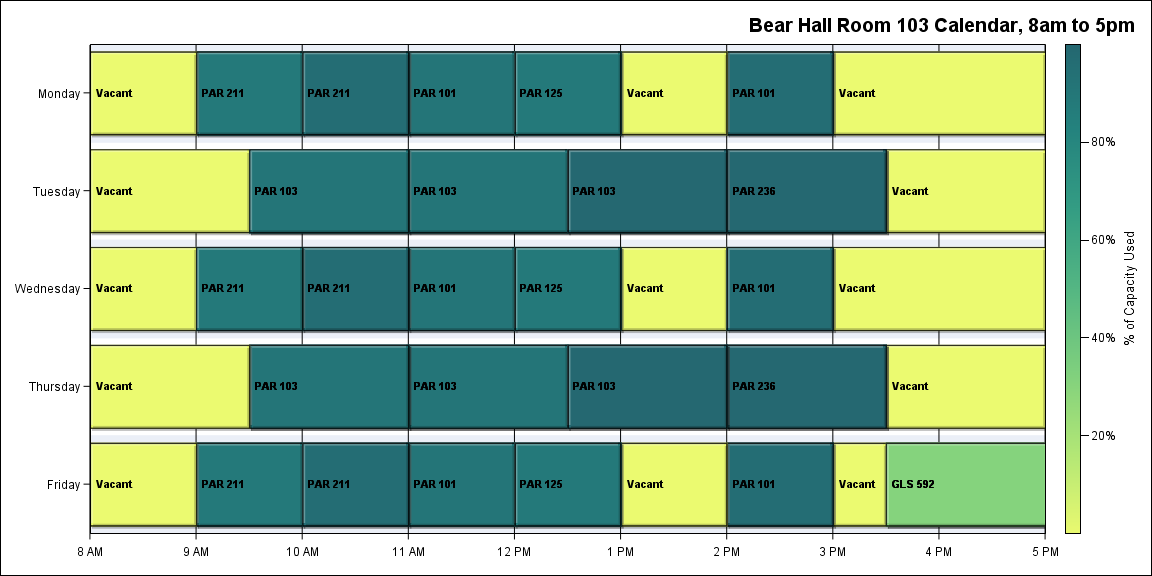 Bear Hall Room 103 Calendar, 8am to 5pm
Monday
Vacant
PAR 211
PAR 211
PAR 101
PAR 125
Vacant
PAR 101
Vacant
Tuesday
Vacant
PAR 103
PAR 103
PAR 103
PAR 236
Vacant
Wednesday
Vacant
PAR 211
PAR 211
PAR 101
PAR 125
Vacant
PAR 101
Vacant
Thursday
Vacant
PAR 103
PAR 103
PAR 103
PAR 236
Vacant
Friday
Vacant
PAR 211
PAR 211
PAR 101
PAR 125
Vacant
PAR 101
Vacant
GLS 592
8 AM
9 AM
10 AM
11 AM
12 PM
1 PM
2 PM
3 PM
4 PM
5 PM
80%
60%
40%
20%
% of Capacity Used